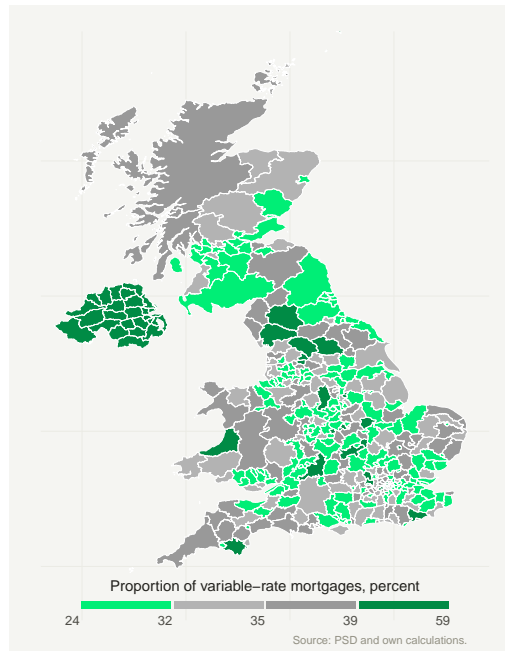 Proportion of variable−rate mortgages, percent
24 32 35 39 59
Source: PSD and own calculations.